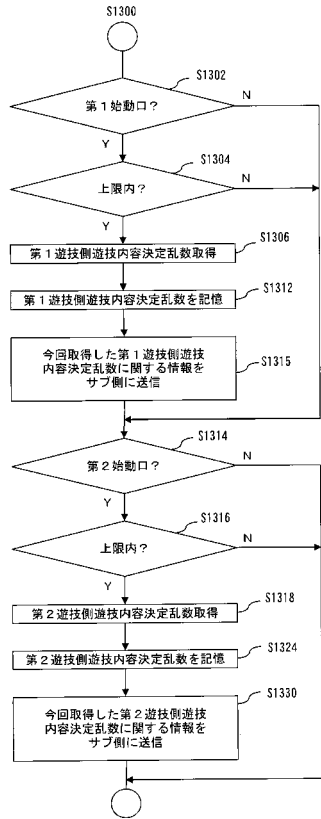 S1300
S1302
第1始動口?
N
Y
S1304
上限内?
N
Y
S1306
第1遊技側遊技内容決定乱数取得
S1312
第1遊技側遊技内容決定乱数を記憶
今回取得した第1遊技側遊技
内容決定乱数に関する情報を
サブ側に送信
S1315
S1314
第2始動口?
N
Y
S1316
上限内?
N
Y
S1318
第2遊技側遊技内容決定乱数取得
S1324
第2遊技側遊技内容決定乱数を記憶
S1330
今回取得した第2遊技側遊技
内容決定乱数に関する情報を
サブ側に送信